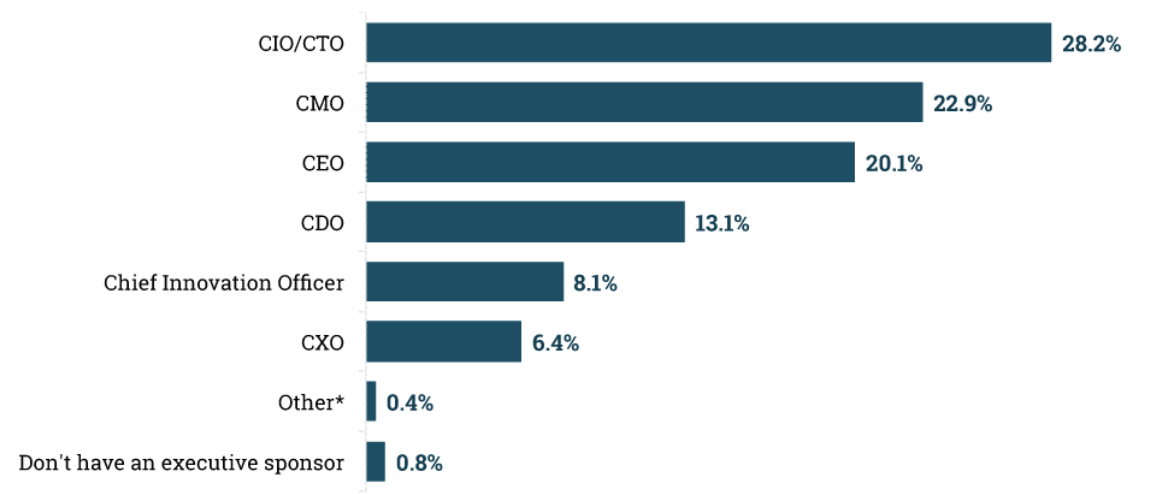 CIO/CTO 28.2%
CMO 22.9%
CEO 20.1%
CDO 13.1%
Chief Innovation Officer 8.1%
CXO 6.4%
Other* 0.4%
Don't have an executive sponsor 0.8%